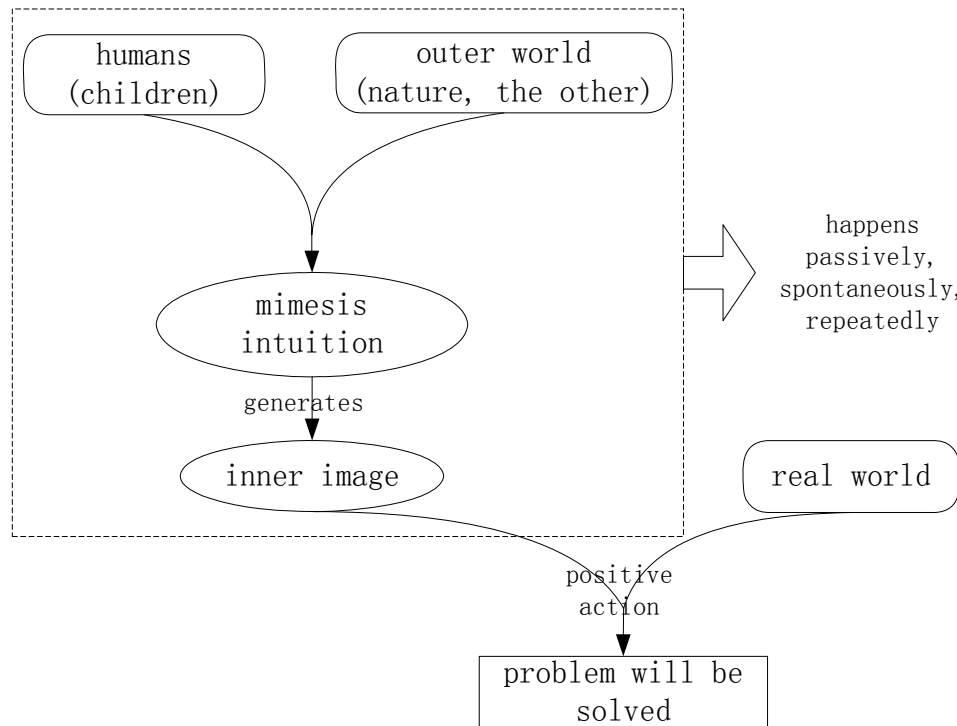 humans
(children)
outer world
(nature, the other)
happens
passively,
spontaneously,
repeatedly
mimesis
intuition
generates
inner image
real world
positive
action
problem will be
solved